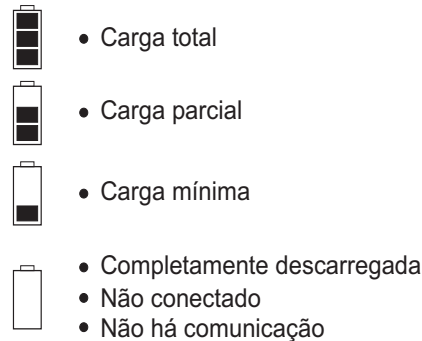 • Carga total
• Carga parcial
• Carga mínima
• Completamente descarregada
• Não conectado
• Não há comunicação